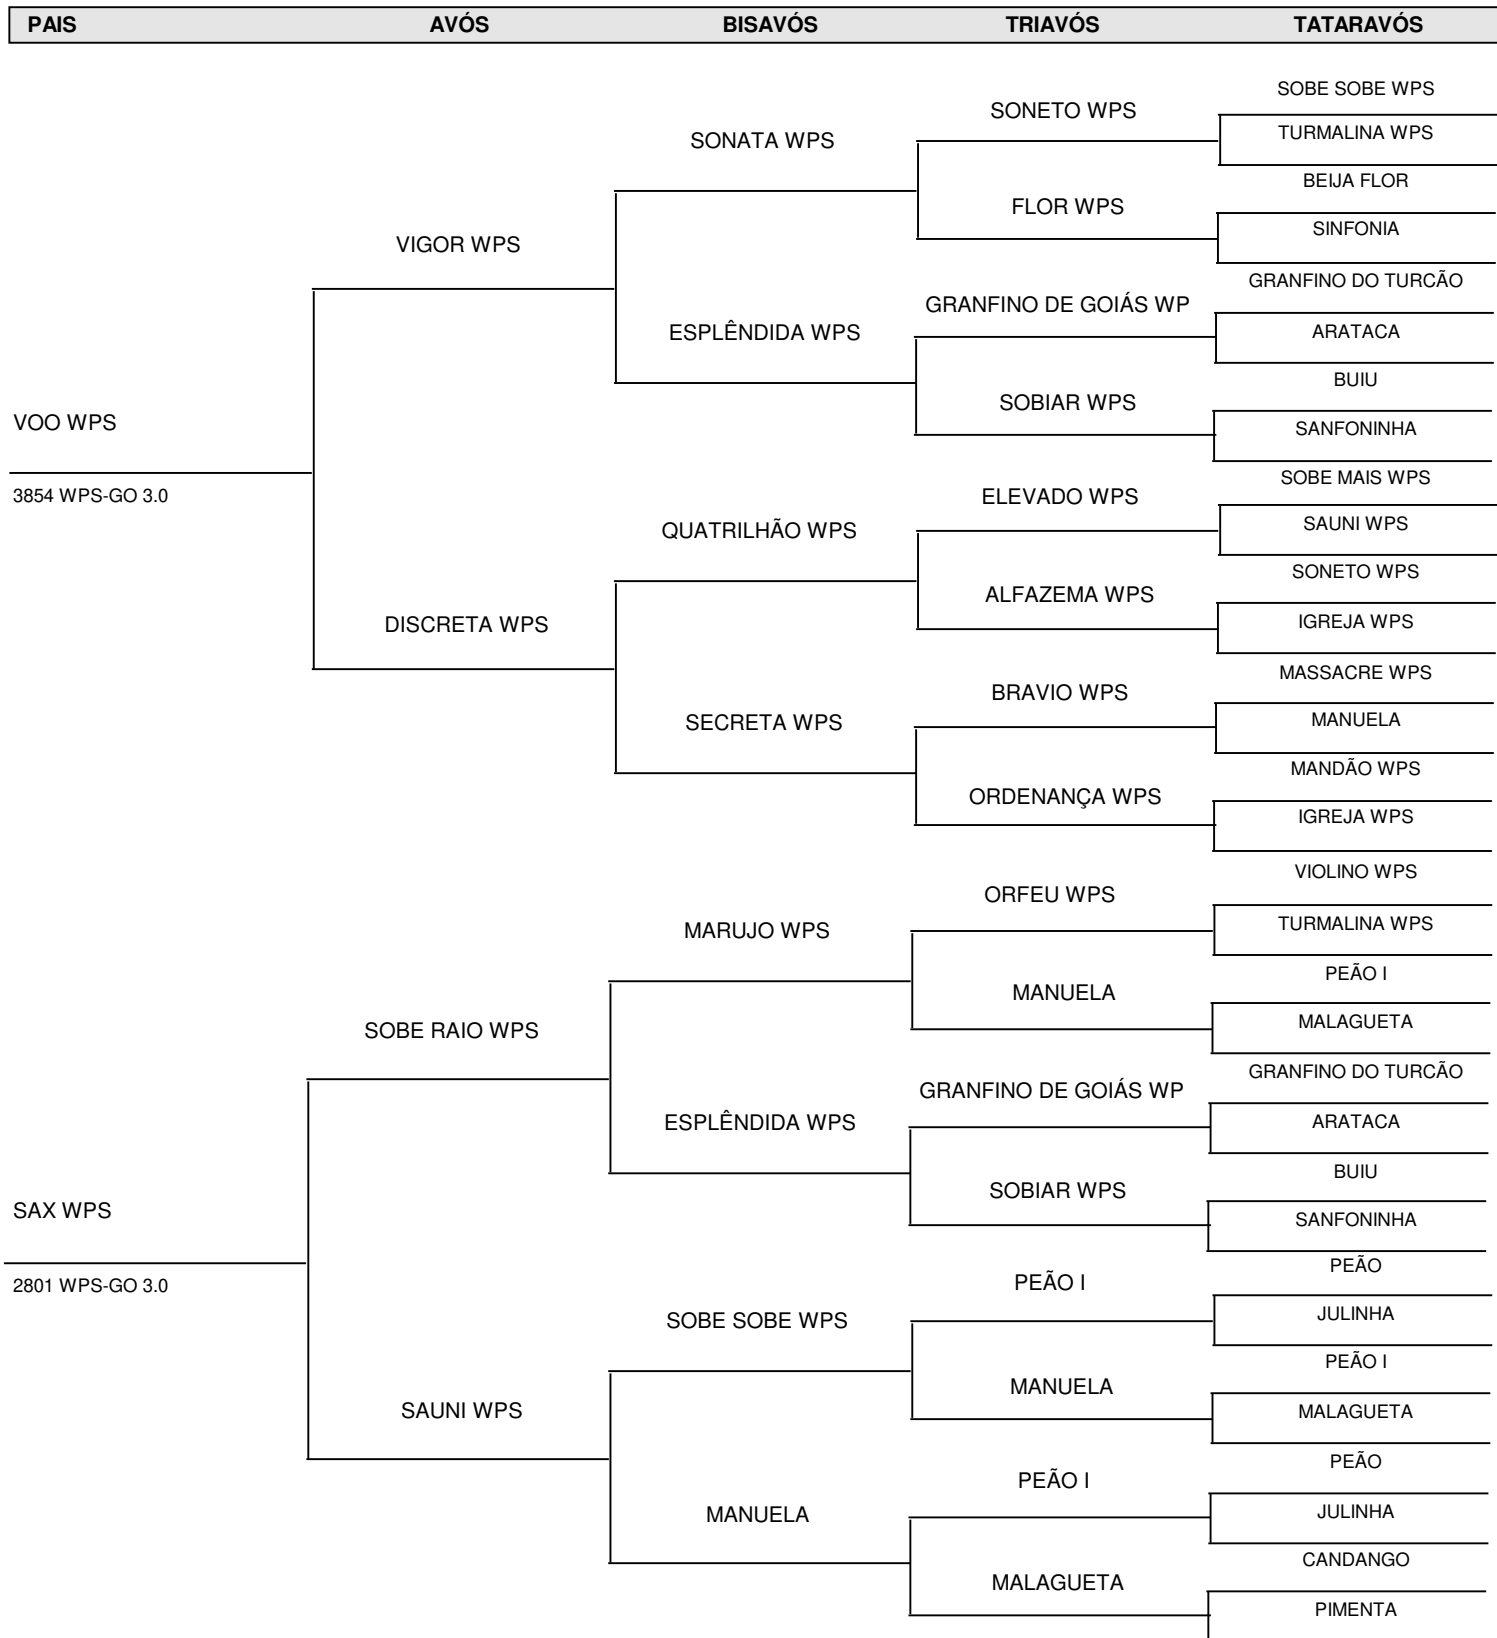 PAIS AVÓS BISAVÓS TRIAVÓS TATARAVÓS
SOBE SOBE WPS
SONETO WPS
TURMALINA WPS
SONATA WPS
BEIJA FLOR
FLOR WPS
SINFONIA
VIGOR WPS
GRANFINO DO TURCÃO
GRANFINO DE GOIÁS WP
ARATACA
ESPLÊNDIDA WPS
BUIU
SOBIAR WPS
VOO WPS
SANFONINHA
SOBE MAIS WPS
3854 WPS-GO 3.0
ELEVADO WPS
SAUNI WPS
QUATRILHÃO WPS
SONETO WPS
ALFAZEMA WPS
IGREJA WPS
DISCRETA WPS
MASSACRE WPS
BRAVIO WPS
MANUELA
SECRETA WPS
MANDÃO WPS
ORDENANÇA WPS
IGREJA WPS
VIOLINO WPS
ORFEU WPS
TURMALINA WPS
MARUJO WPS
PEÃO I
MANUELA
MALAGUETA
SOBE RAIO WPS
GRANFINO DO TURCÃO
GRANFINO DE GOIÁS WP
ARATACA
ESPLÊNDIDA WPS
BUIU
SOBIAR WPS
SAX WPS
SANFONINHA
PEÃO
2801 WPS-GO 3.0
PEÃO I
JULINHA
SOBE SOBE WPS
PEÃO I
MANUELA
SAUNI WPS
MALAGUETA
PEÃO
PEÃO I
JULINHA
MANUELA
CANDANGO
MALAGUETA
PIMENTA